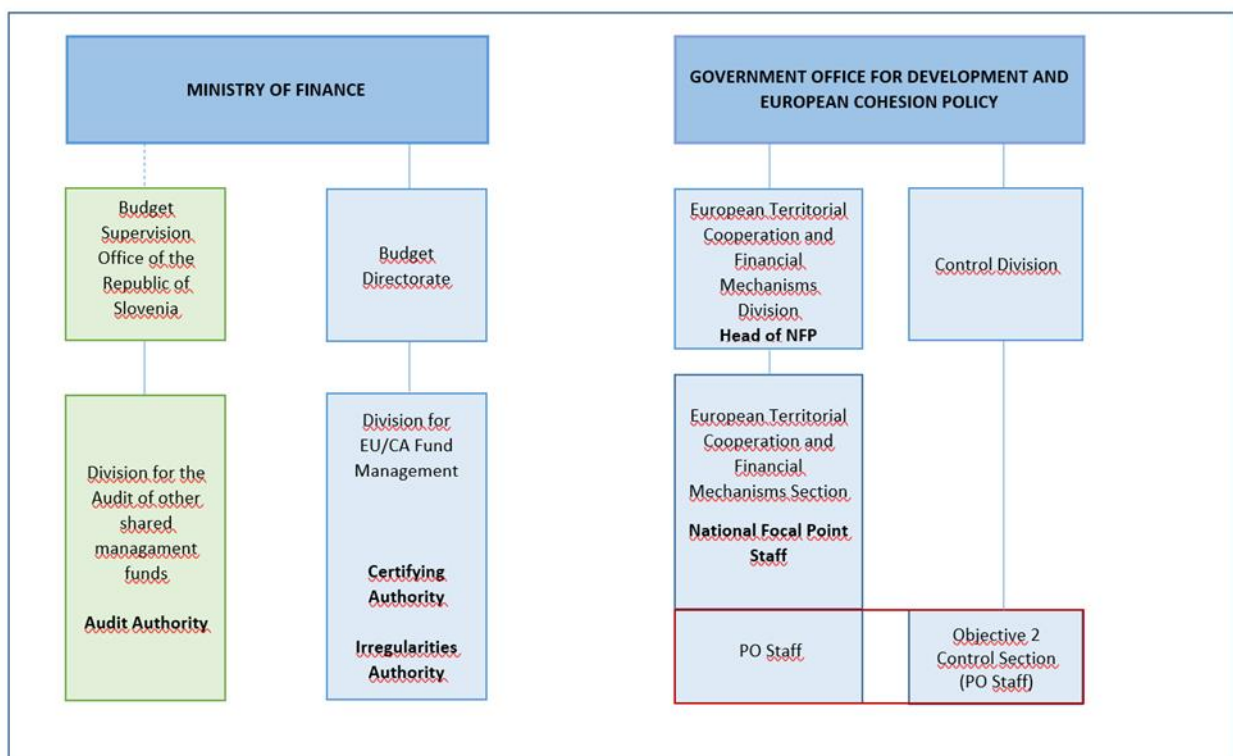 MINISTRY OF FINANCE
GOVERNMENT OFFICE FOR DEVELOPMENT AND
EUROPEAN COHESION POLICY
Budget
Supervision
Office of the
Republic of
Slovenia
Budget
Directorate
European Territorial
Cooperation and
Financial
Mechanisms
Division
Head of NFP
Control Division
Division for the
Audit of other
shared
managament
funds
Audit Authority
Division for
EU/CA Fund
Management
Certifying
Authority
Irregularities
Authority
European Territorial
Cooperation and
Financial
Mechanisms Section
National Focal Point
Staff
PO Staff
Objective 2
Control Section
(PO Staff)